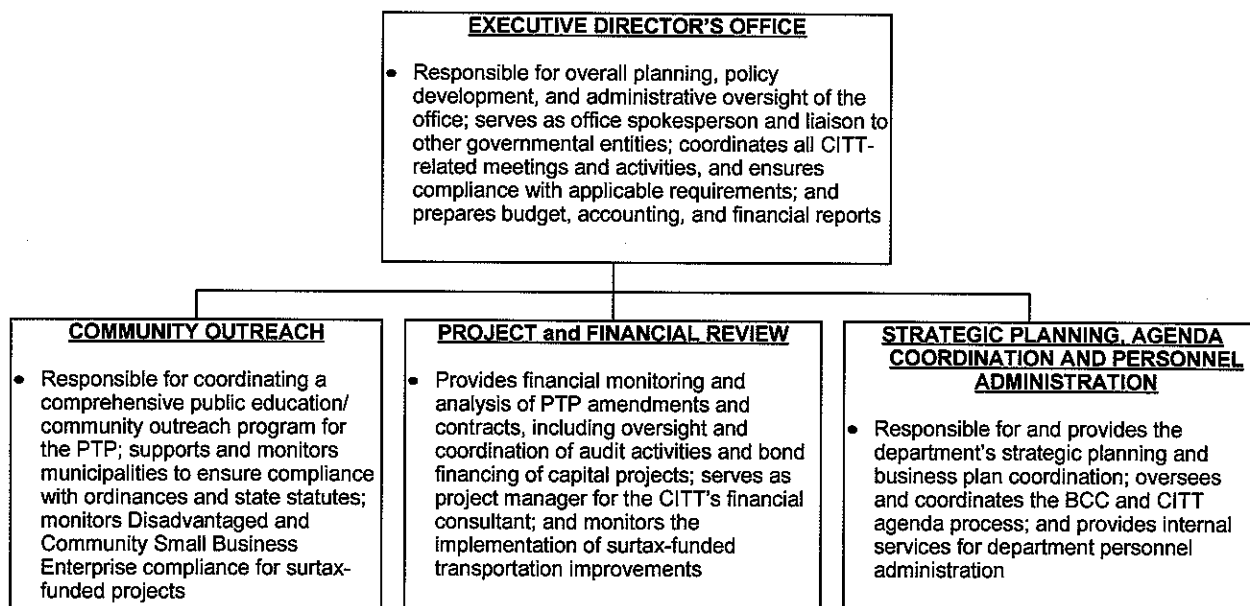 EXECUTIVE DIRECTOR'S OFFICE
• Responsible for overall planning, policy
development, and administrative oversight of the
office; serves as office spokesperson and liaison to
other governmental entities; coordinates all CITT-
related meetings and activities, and ensures
compliance with applicable requirements; and
prepares budget, accounting, and financial reports
COMMUNITY OUTREACH
• Responsible for coordinating a
comprehensive public education/
community outreach program for
the PTP; supports and monitors
municipalities to ensure compliance
with ordinances and state statutes;
monitors Disadvantaged and
Community Small Business
Enterprise compliance for surtax-
funded projects
PROJECT and FINANCIAL REVIEW
• Provides financial monitoring and
analysis of PTP amendments and
contracts, including oversight and
coordination of audit activities and bond
financing of capital projects; serves as
project manager for the CITT's financial
consultant; and monitors the
implementation of surtax-funded
transportation improvements
STRATEGIC PLANNING, AGENDA
COORDINATION AND PERSONNEL
ADMINISTRATION
• Responsible for and provides the
department's strategic planning and
business plan coordination; oversees
and coordinates the BCC and CITT
agenda process; and provides internal
services for department personnel
administration